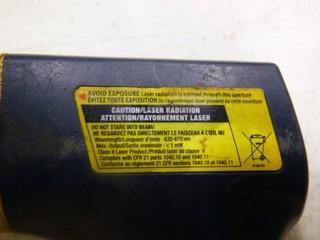 AVOID EXPOSURE Laser radiation is emitted through this aperture
ÉVITEZ TOUTE EXPOSITION Un rayonnement laser provient de cette ouverture
CAUTION/LASER RADIATION
ATTENTION/RAYONNEMENT LASER
DO NOT STARE INTO BEAM/
NE REGARDEZ PAS DIRECTEMENT LE FAISCEAU À L'ŒIL NU
Wavelength/Longueur d'onde: 630-670 nm
Max. Output/Sortie maximale: < 1 mW
Class II Laser Product/Produit laser de classe II
Complies with CFR 21 parts 1040.10 and 1040.11
Conforme au règlement 21 CFR sections 1040.10 et 1040.11